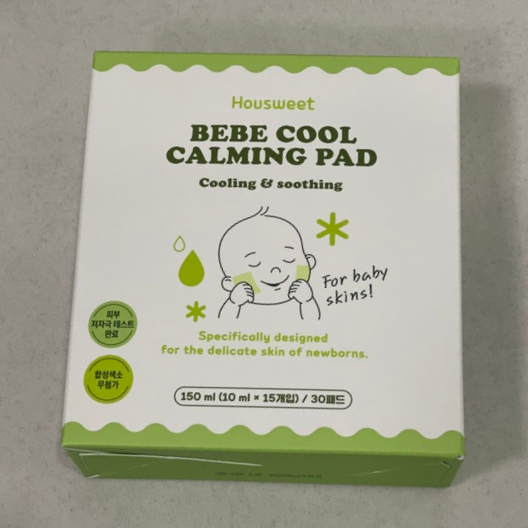 Housweet
BEBE COOL
CALMING PAD
Cooling & soothing
For baby
skins!
피부
저자극 테스트
완료
Specifically designed
for the delicate skin of newborns.
합성색소
무첨가
150 ml (10 ml × 15개입) / 30패드